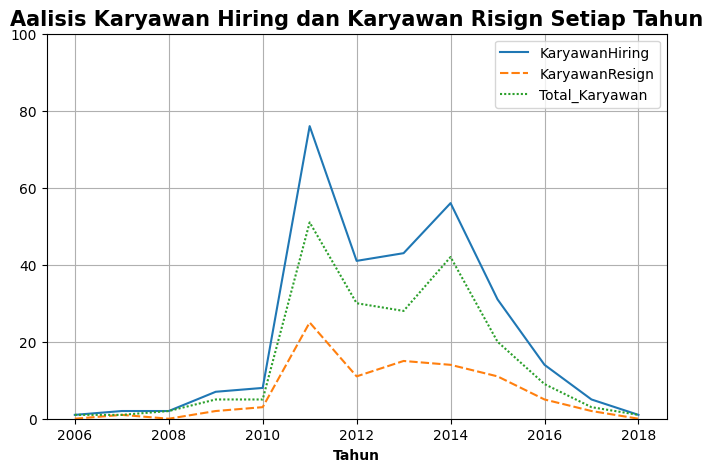 Aalisis Karyawan Hiring dan Karyawan Risign Setiap Tahun
100
80
60
40
20
0
KaryawanHiring
KaryawanResign
Total_Karyawan
2006 2008 2010 2012 2014 2016 2018
Tahun